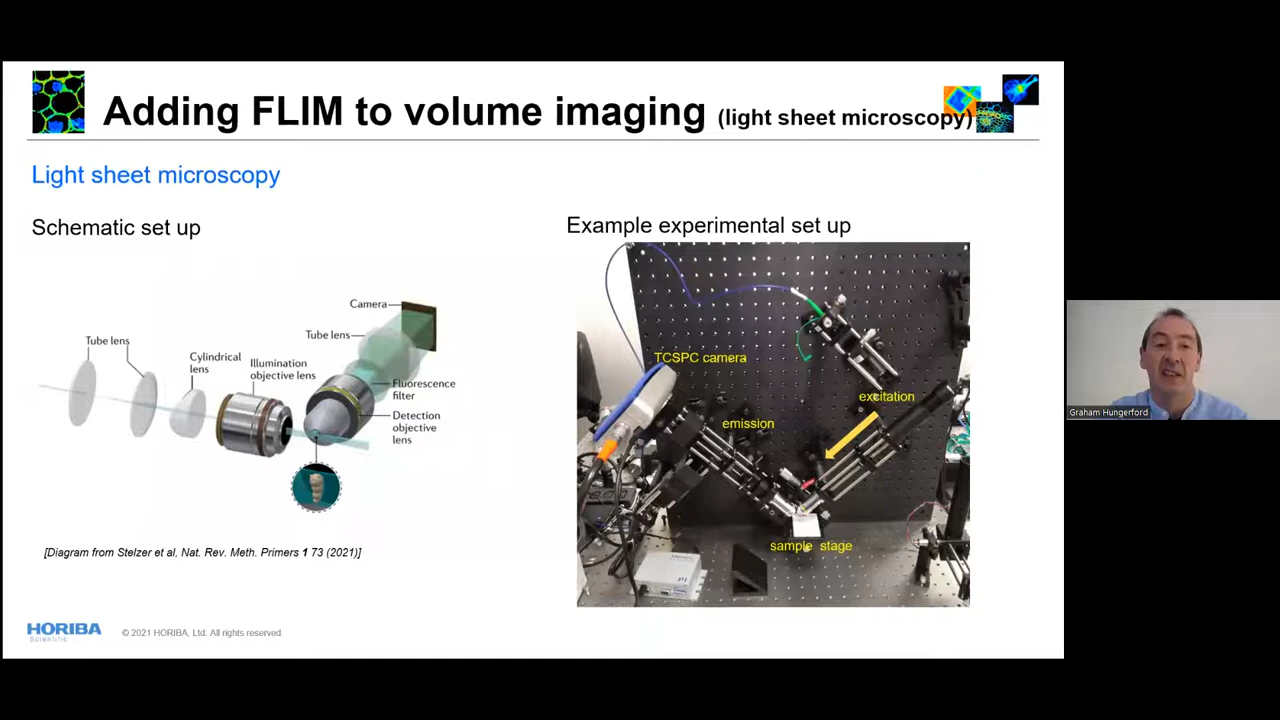 Adding FLIM to volume imaging (light sheet microscopy)
Light sheet microscopy
Schematic set up
Example experimental set up
Camera
Tube lens
Tube lens
Cylindrical
lens
Illumination
objective lens
Fluorescence
filter
Detection
objective
lens
TCSPC camera
excitation
emission
sample stage
PI
[Diagram from Stelzer et al, Nat. Rev. Meth. Primers 1 73 (2021)]
HORIBA
Scientific
© 2021 HORIBA, Ltd. All rights reserved.
Graham Hungerford